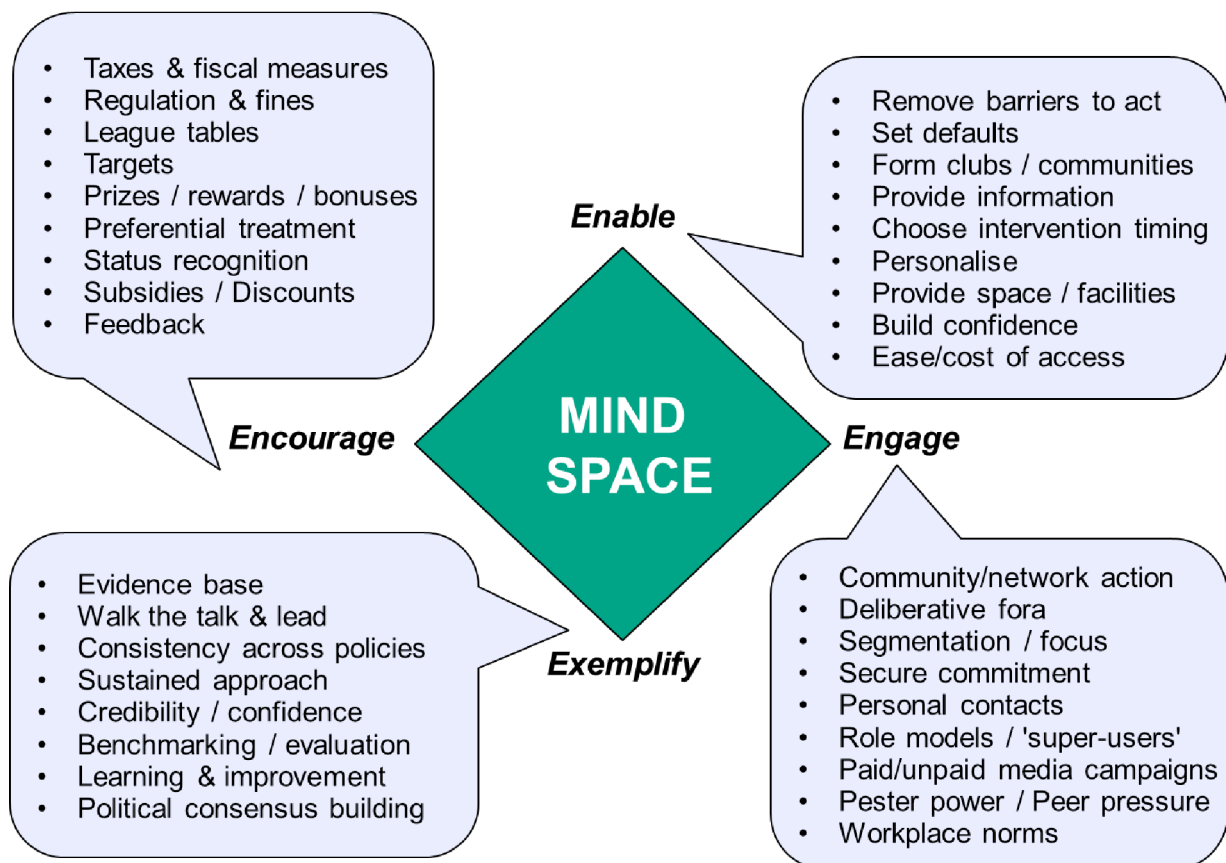 • Taxes & fiscal measures
• Regulation & fines
• League tables
• Targets
• Prizes / rewards / bonuses
• Preferential treatment
• Status recognition
• Subsidies / Discounts
• Feedback
• Remove barriers to act
• Set defaults
• Form clubs / communities
• Provide information
• Choose intervention timing
• Personalise
• Provide space / facilities
• Build confidence
• Ease/cost of access
Enable
Encourage
MIND
SPACE
Engage
Exemplify
• Evidence base
• Walk the talk & lead
• Consistency across policies
• Sustained approach
• Credibility / confidence
• Benchmarking / evaluation
• Learning & improvement
• Political consensus building
• Community/network action
• Deliberative fora
• Segmentation / focus
• Secure commitment
• Personal contacts
• Role models / 'super-users'
• Paid/unpaid media campaigns
• Pester power / Peer pressure
• Workplace norms